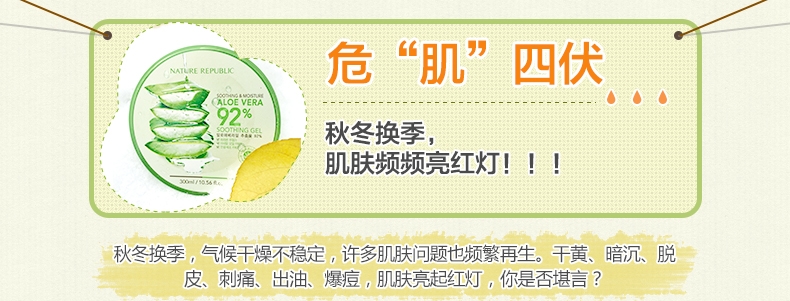 危“肌”四伏
秋冬换季，
肌肤频频亮红灯！！！
NATURE REPUBLIC
SOOTHING & MOISTURE
ALOE VERA
92%
SOOTHING GEL
300ml / 10.56 fl.
秋冬换季，气候干燥不稳定，许多肌肤问题也频繁再生。干黄、暗沉、脱
皮、刺痛、出油、爆痘，肌肤亮起红灯，你是否堪言？